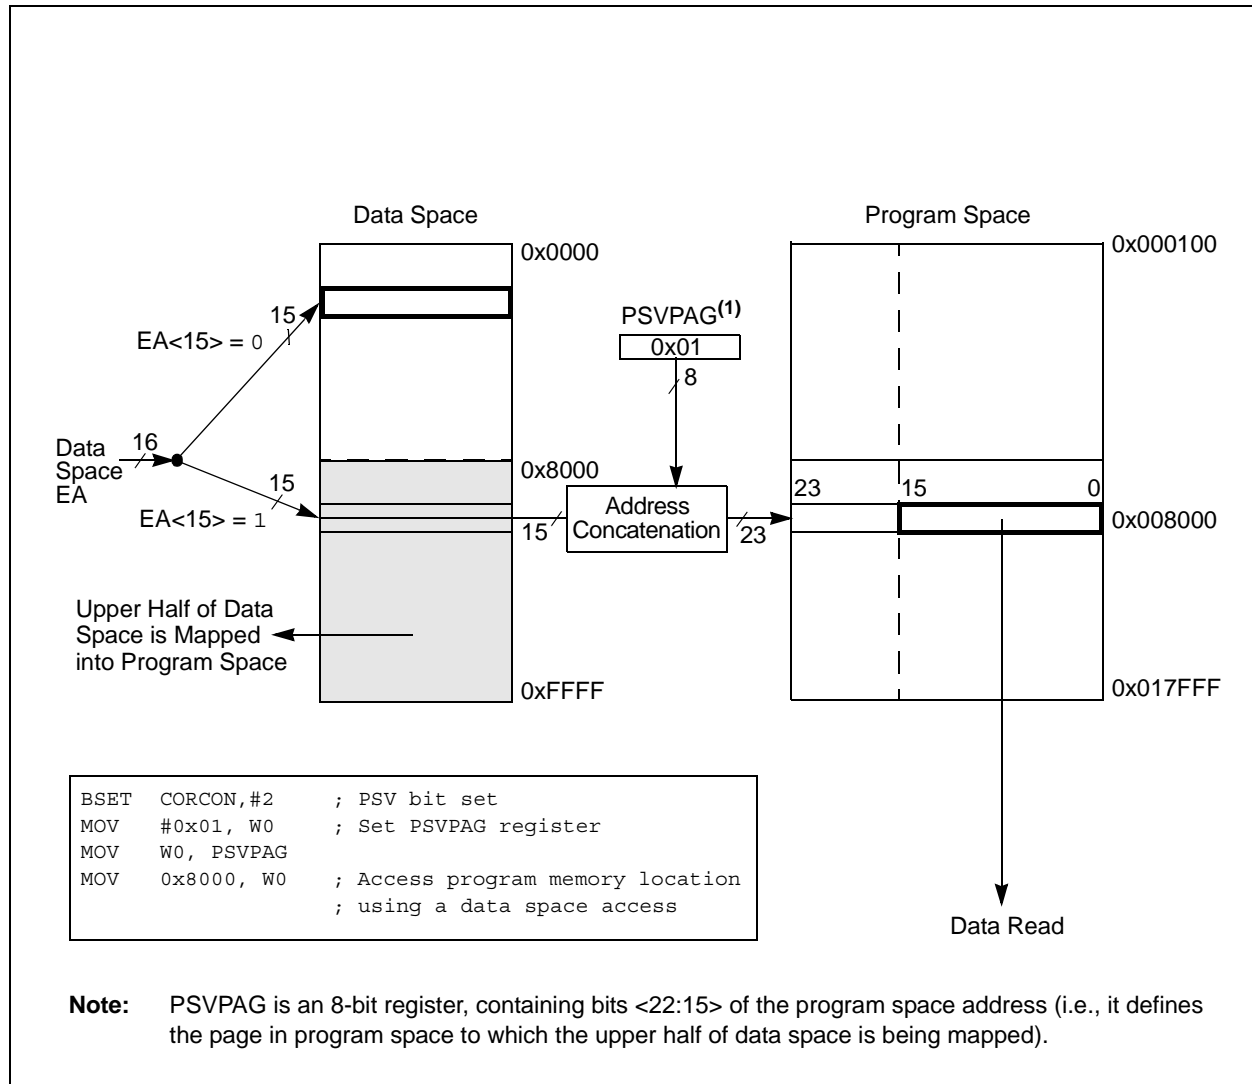 Data Space
Program Space
0x0000
0x000100
15
EA<15> = 0
PSVPAG(1)
0x01
8
Data
Space
EA
16
0x8000
15
EA<15> = 1
15
Address
Concatenation
23
23
15
0
0x008000
Upper Half of Data
Space is Mapped
into Program Space
0xFFFF
0x017FFF
BSET CORCON,#2 ; PSV bit set
MOV #0x01, W0 ; Set PSVPAG register
MOV W0, PSVPAG
MOV 0x8000, W0 ; Access program memory location
; using a data space access
Data Read
Note: PSVPAG is an 8-bit register, containing bits <22:15> of the program space address (i.e., it defines
the page in program space to which the upper half of data space is being mapped).